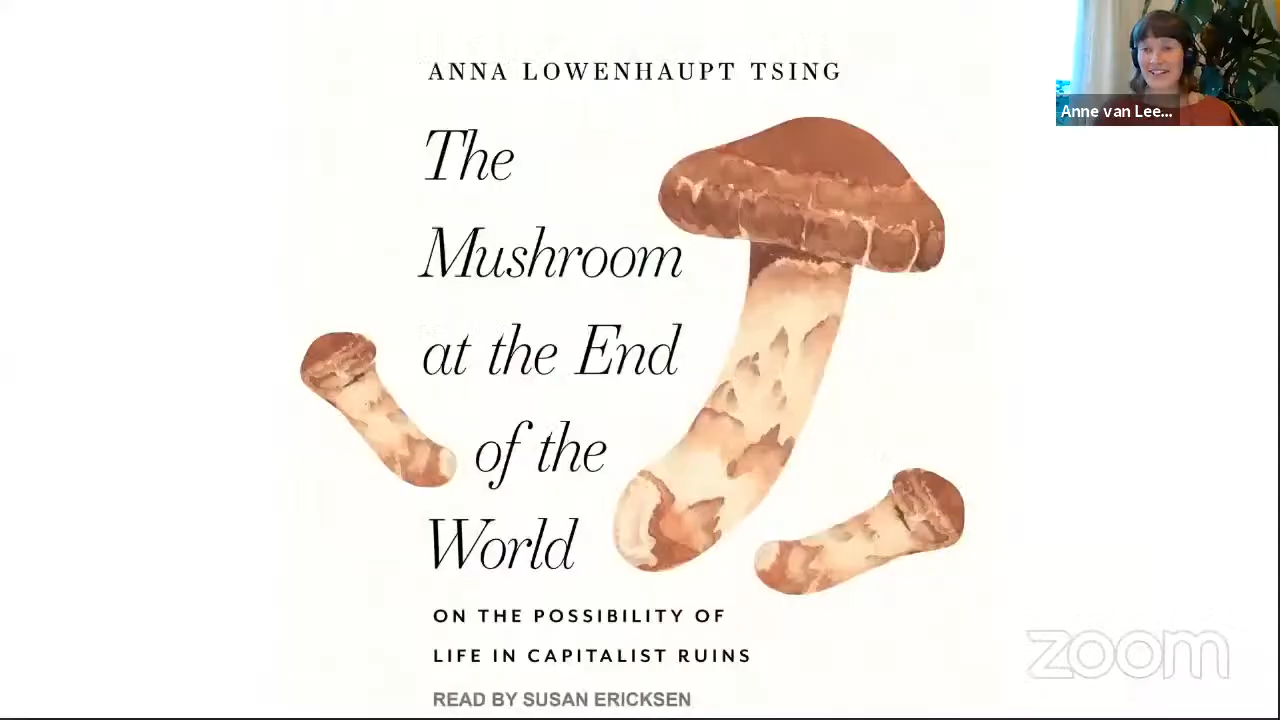 ANNA LOWENHAUPT TSING
The
Mushroom
at the End
of the
World
ON THE POSSIBILITY OF
LIFE IN CAPITALIST RUINS
READ BY SUSAN ERICKSEN
Anne van Lee...
zoom